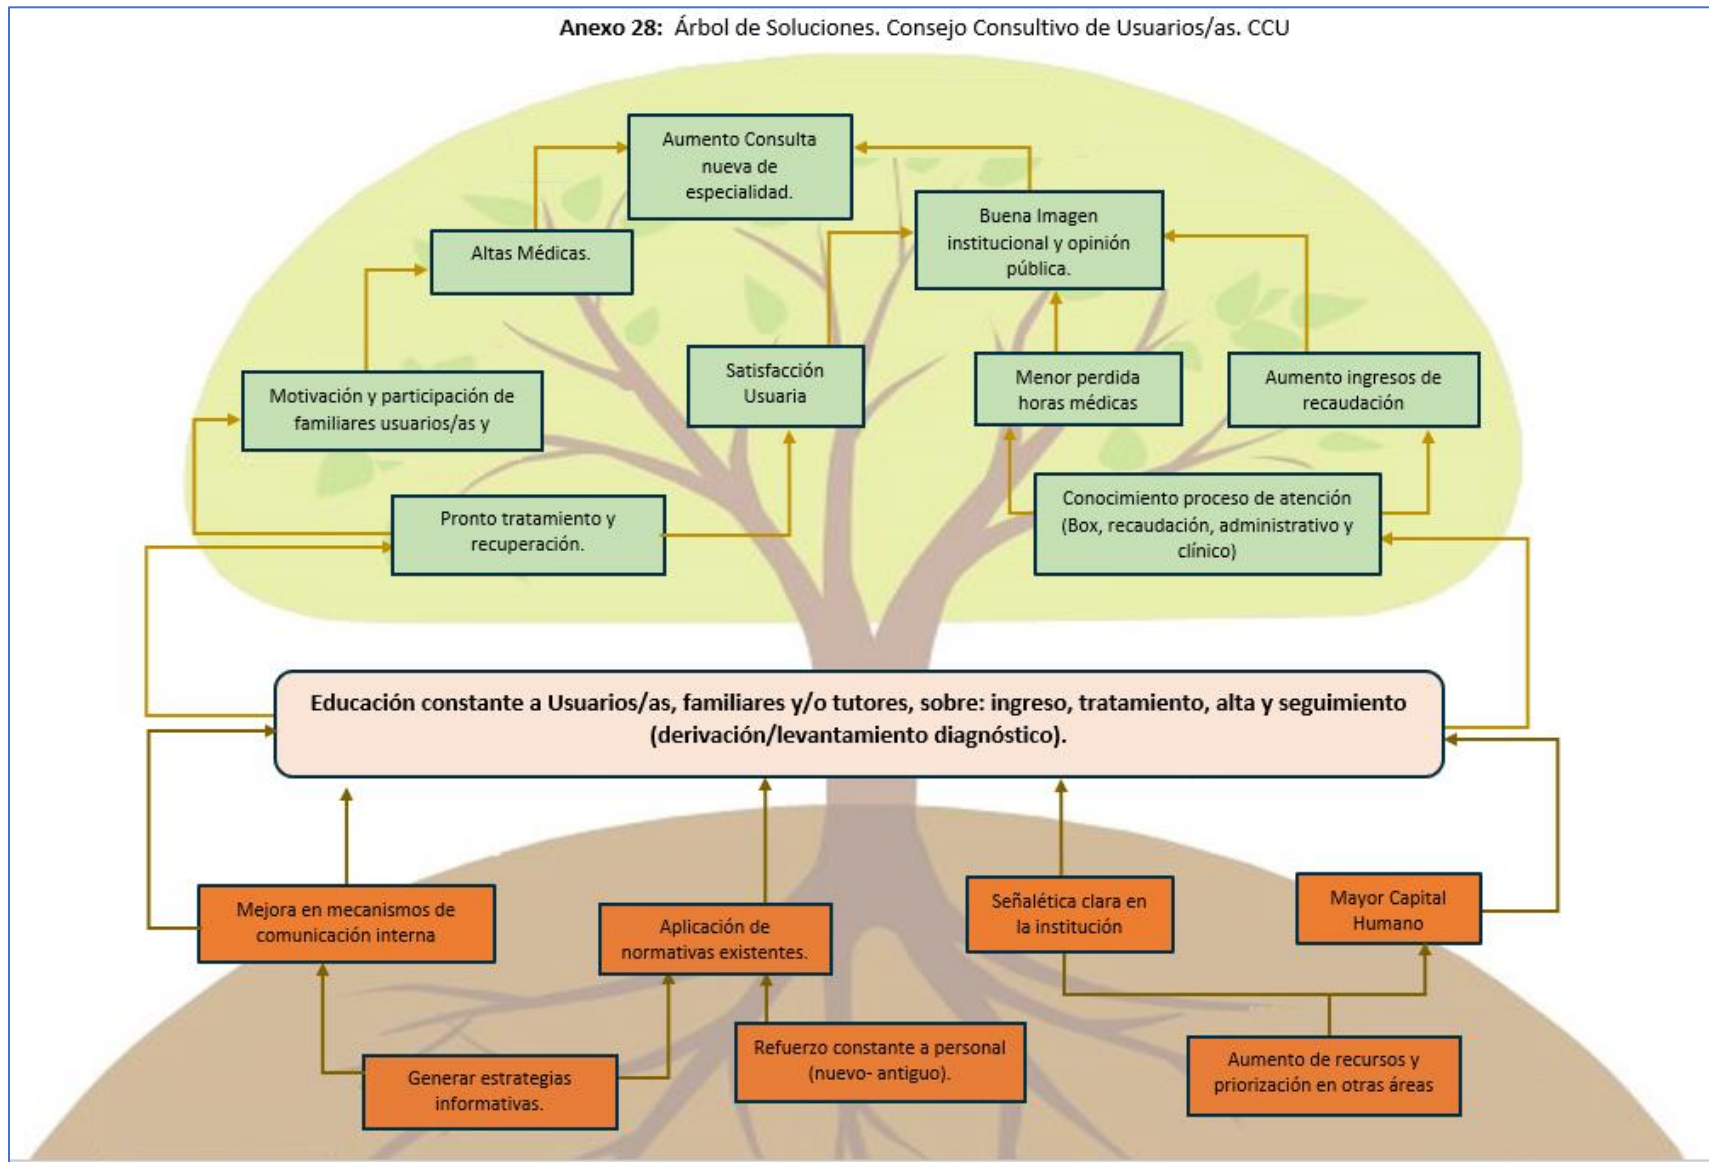 Anexo 28: Árbol de Soluciones. Consejo Consultivo de Usuarios/as. CCU
Aumento Consulta
nueva de
especialidad.
Buena Imagen
institucional y opinión
pública.
Altas Médicas.
Motivación y participación de
familiares usuarios/as y
Satisfacción
Usuaria
Menor perdida
horas médicas
Aumento ingresos de
recaudación
Pronto tratamiento y
recuperación.
Conocimiento proceso de atención
(Box, recaudación, administrativo y
clínico)
Educación constante a Usuarios/as, familiares y/o tutores, sobre: ingreso, tratamiento, alta y seguimiento
(derivación/levantamiento diagnóstico).
Mejora en mecanismos de
comunicación interna
Aplicación de
normativas existentes.
Señalética clara en
la institución
Mayor Capital
Humano
Generar estrategias
informativas.
Refuerzo constante a personal
(nuevo- antiguo).
Aumento de recursos y
priorización en otras áreas